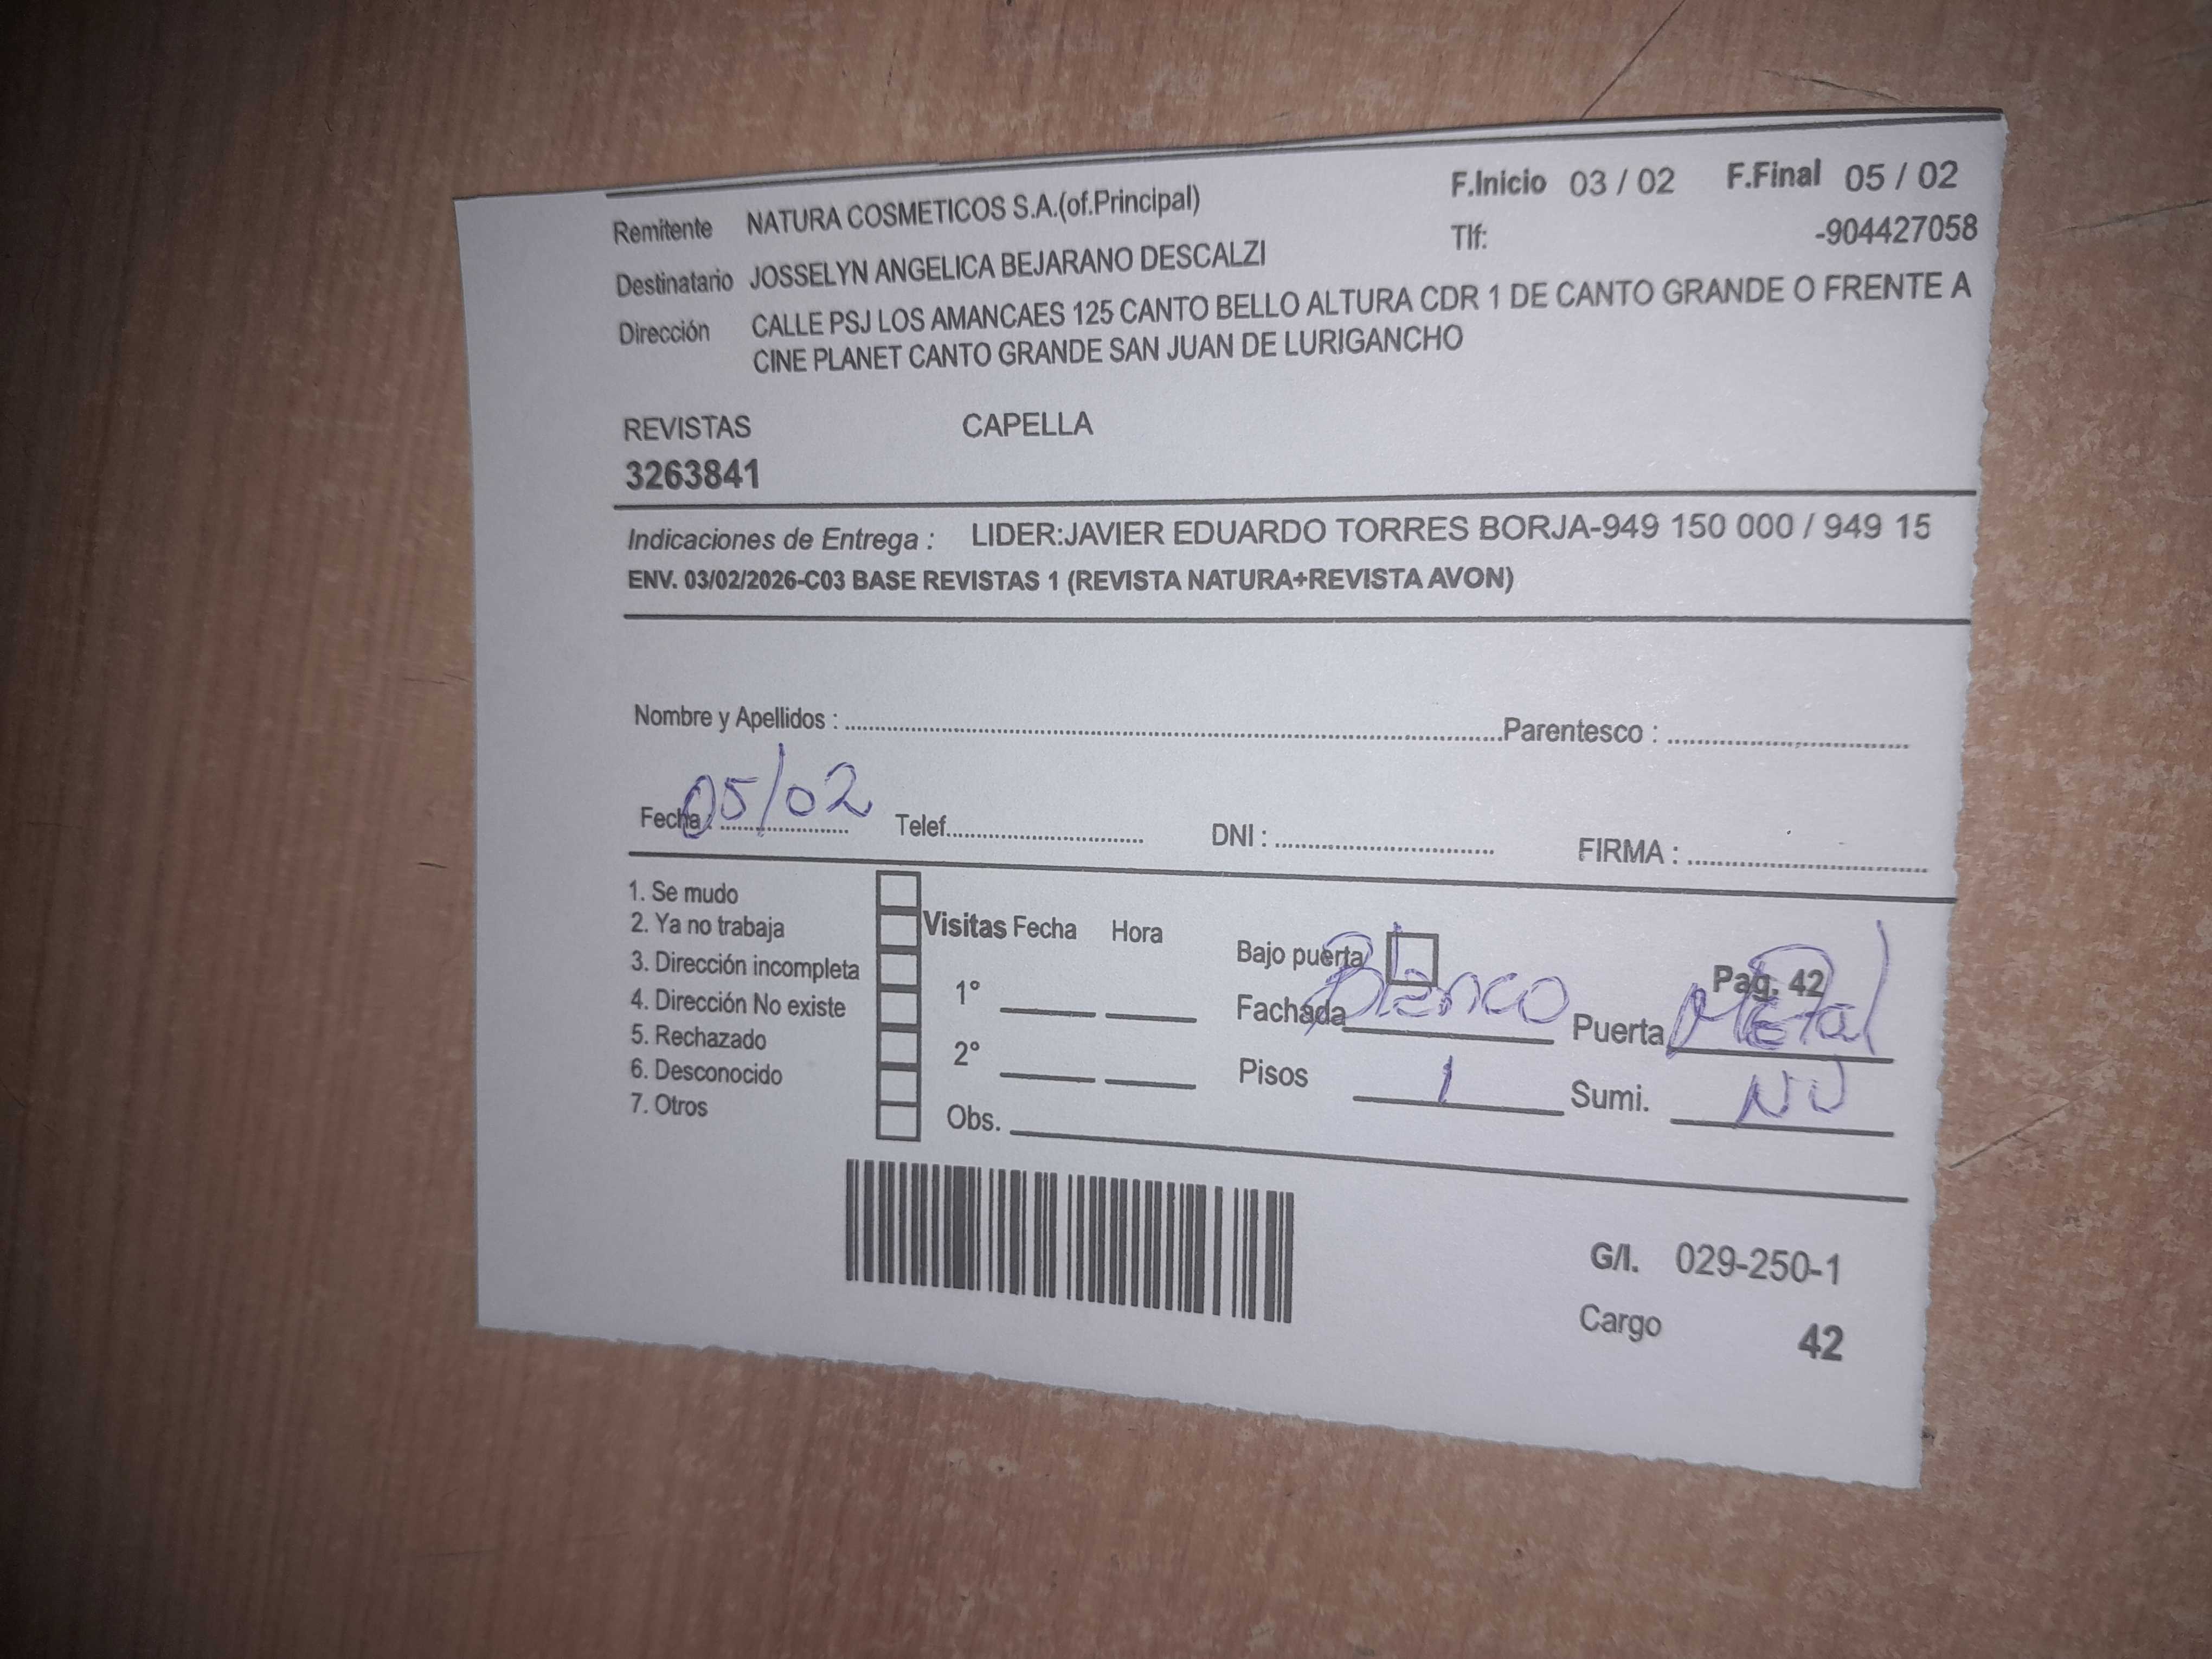 F.Inicio 03 / 02 F.Final 05 / 02
Remitente NATURA COSMETICOS S.A.(of.Principal)
Tlf: -904427058
Destinatario JOSSELYN ANGELICA BEJARANO DESCALZI
Dirección CALLE PSJ LOS AMANCAES 125 CANTO BELLO ALTURA CDR 1 DE CANTO GRANDE O FRENTE A
CINE PLANET CANTO GRANDE SAN JUAN DE LURIGANCHO
REVISTAS CAPELLA
3263841
Indicaciones de Entrega : LIDER:JAVIER EDUARDO TORRES BORJA-949 150 000 / 949 15
ENV. 03/02/2026-C03 BASE REVISTAS 1 (REVISTA NATURA+REVISTA AVON)
Nombre y Apellidos : Parentesco :
Fecha : 05/02 Telef. DNI : FIRMA :
1. Se mudo
2. Ya no trabaja
3. Dirección incompleta
4. Dirección No existe
5. Rechazado
6. Desconocido
7. Otros
Visitas Fecha Hora
1°
2°
Obs.
Bajo puerta Pag. 42
Fachada Blanco Puerta Metal
Pisos 1 Sumi. NO
G/I. 029-250-1
Cargo 42